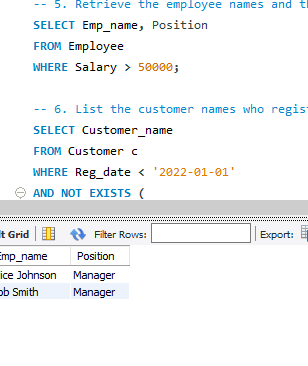 -- 5. Retrieve the employee names and th
SELECT Emp_name, Position
FROM Employee
WHERE Salary > 50000;
-- 6. List the customer names who regis
SELECT Customer_name
FROM Customer c
WHERE Reg_date < '2022-01-01'
AND NOT EXISTS (
lt Grid Filter Rows: Export:
Emp_name Position
ice Johnson Manager
ob Smith Manager